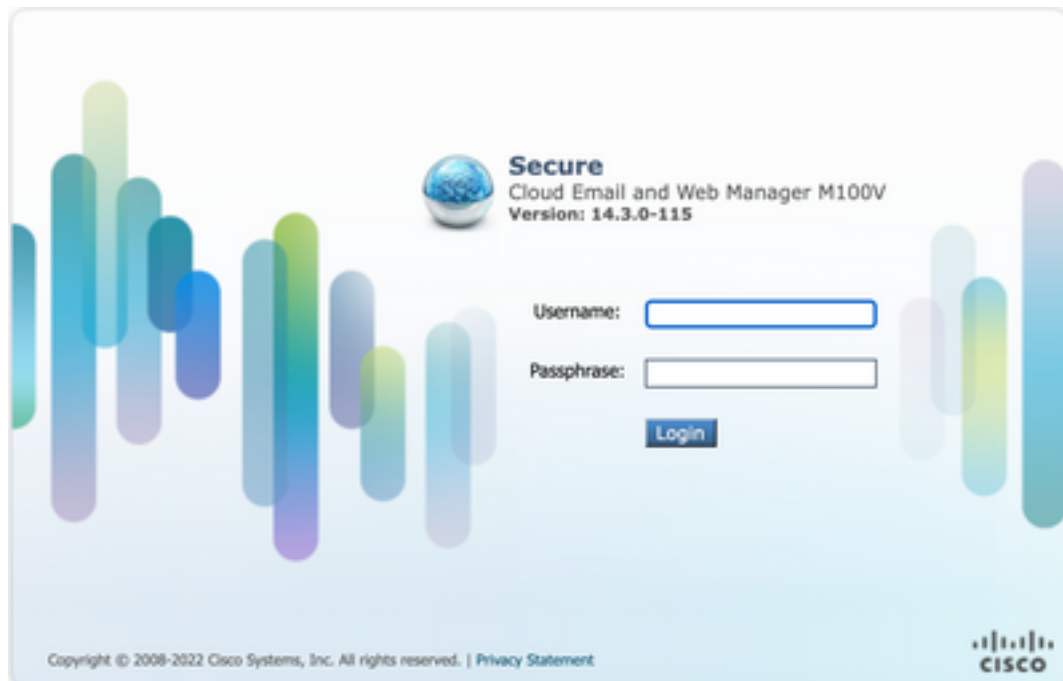 Secure
Cloud Email and Web Manager M100V
Version: 14.3.0-115
Username:
Passphrase:
Login
Copyright © 2008-2022 Cisco Systems, Inc. All rights reserved. | Privacy Statement
CISCO